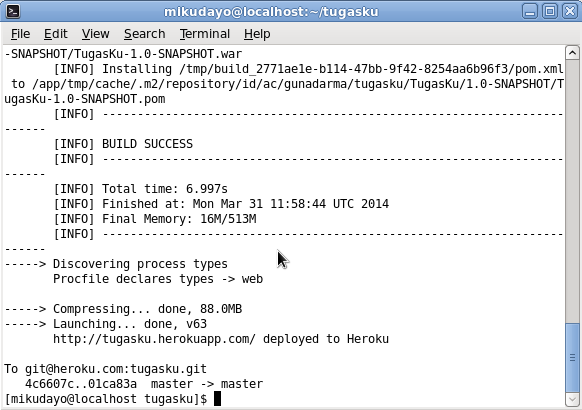 mikudayo@localhost:~/tugasku
File Edit View Search Terminal Help
-SNAPSHOT/TugasKu-1.0-SNAPSHOT.war
[INFO] Installing /tmp/build_2771ae1e-b114-47bb-9f42-8254aa6b96f3/pom.xml
to /app/tmp/cache/.m2/repository/id/ac/gunadarma/tugasku/TugasKu/1.0-SNAPSHOT/T
ugasKu-1.0-SNAPSHOT.pom
[INFO] ------------------------------------------------------------------
------
[INFO] BUILD SUCCESS
[INFO] ------------------------------------------------------------------
------
[INFO] Total time: 6.997s
[INFO] Finished at: Mon Mar 31 11:58:44 UTC 2014
[INFO] Final Memory: 16M/513M
[INFO] ------------------------------------------------------------------
------
-----> Discovering process types
Procfile declares types -> web
-----> Compressing... done, 88.0MB
-----> Launching... done, v63
http://tugasku.herokuapp.com/ deployed to Heroku
To git@heroku.com:tugasku.git
4c6607c..01ca83a master -> master
[mikudayo@localhost tugasku]$